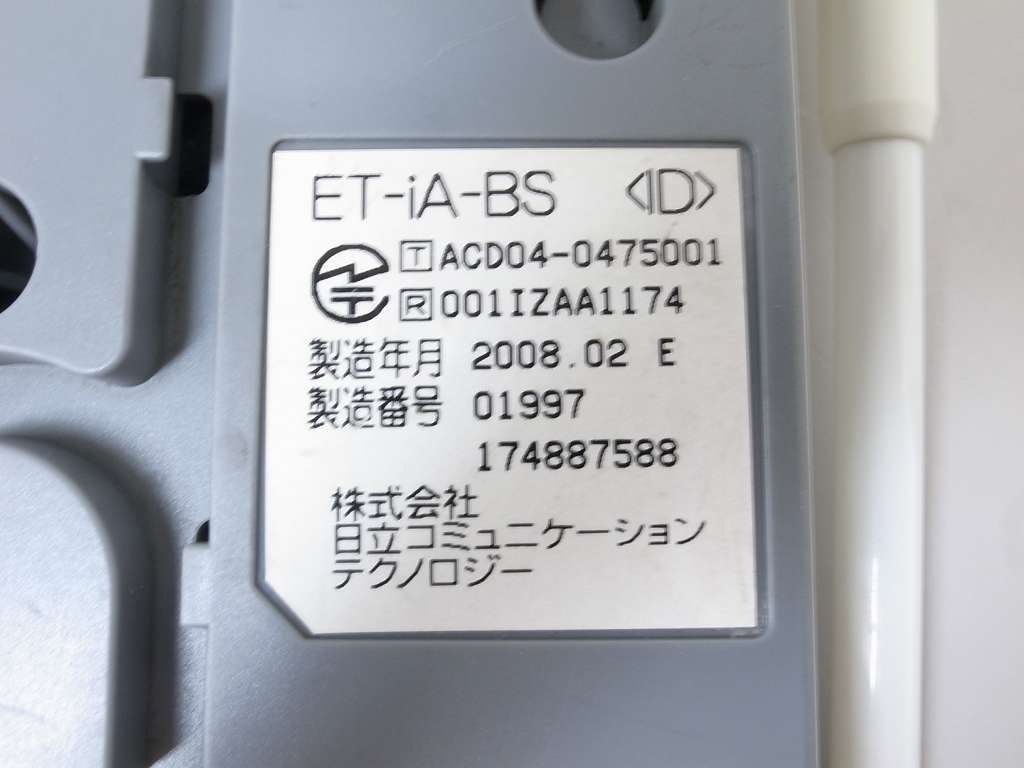 ET-iA-BS 〈ID〉
T ACD04-0475001
R 001IZAA1174
製造年月 2008.02 E
製造番号 01997
174887588
株式会社
日立コミュニケーション
テクノロジー